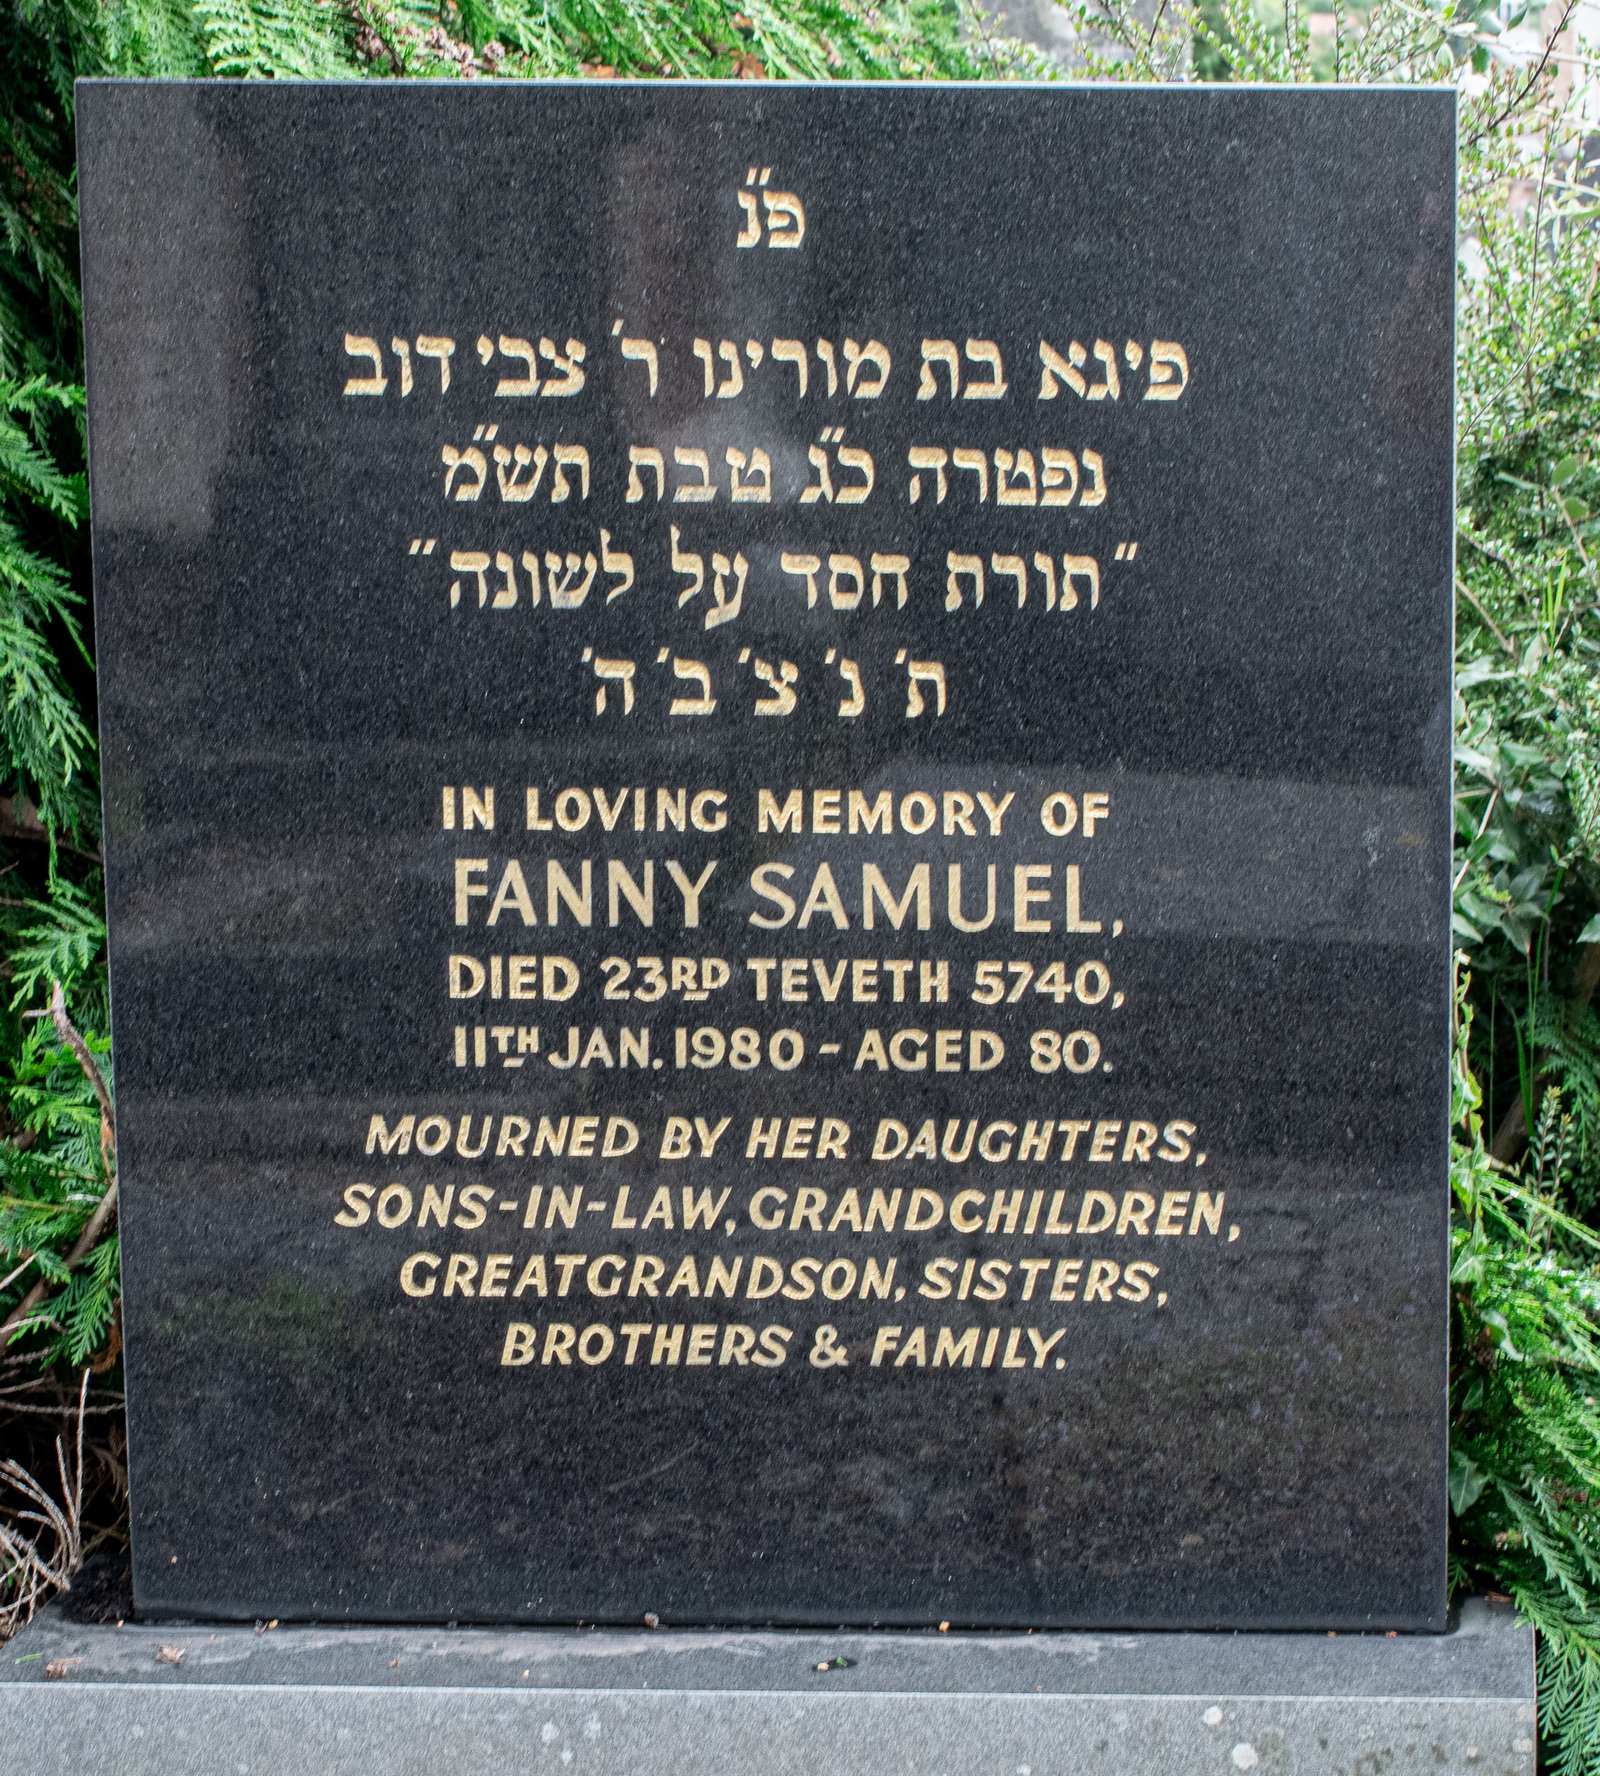 פ״נ
פיגא בת מורינו ר׳ צבי דוב
נפטרה כ״ג טבת תש״מ
"תורת חסד על לשונה"
ת׳ נ׳ צ׳ ב׳ ה׳
IN LOVING MEMORY OF
FANNY SAMUEL,
DIED 23RD TEVETH 5740,
11TH JAN. 1980 - AGED 80.
MOURNED BY HER DAUGHTERS,
SONS-IN-LAW, GRANDCHILDREN,
GREATGRANDSON, SISTERS,
BROTHERS & FAMILY.